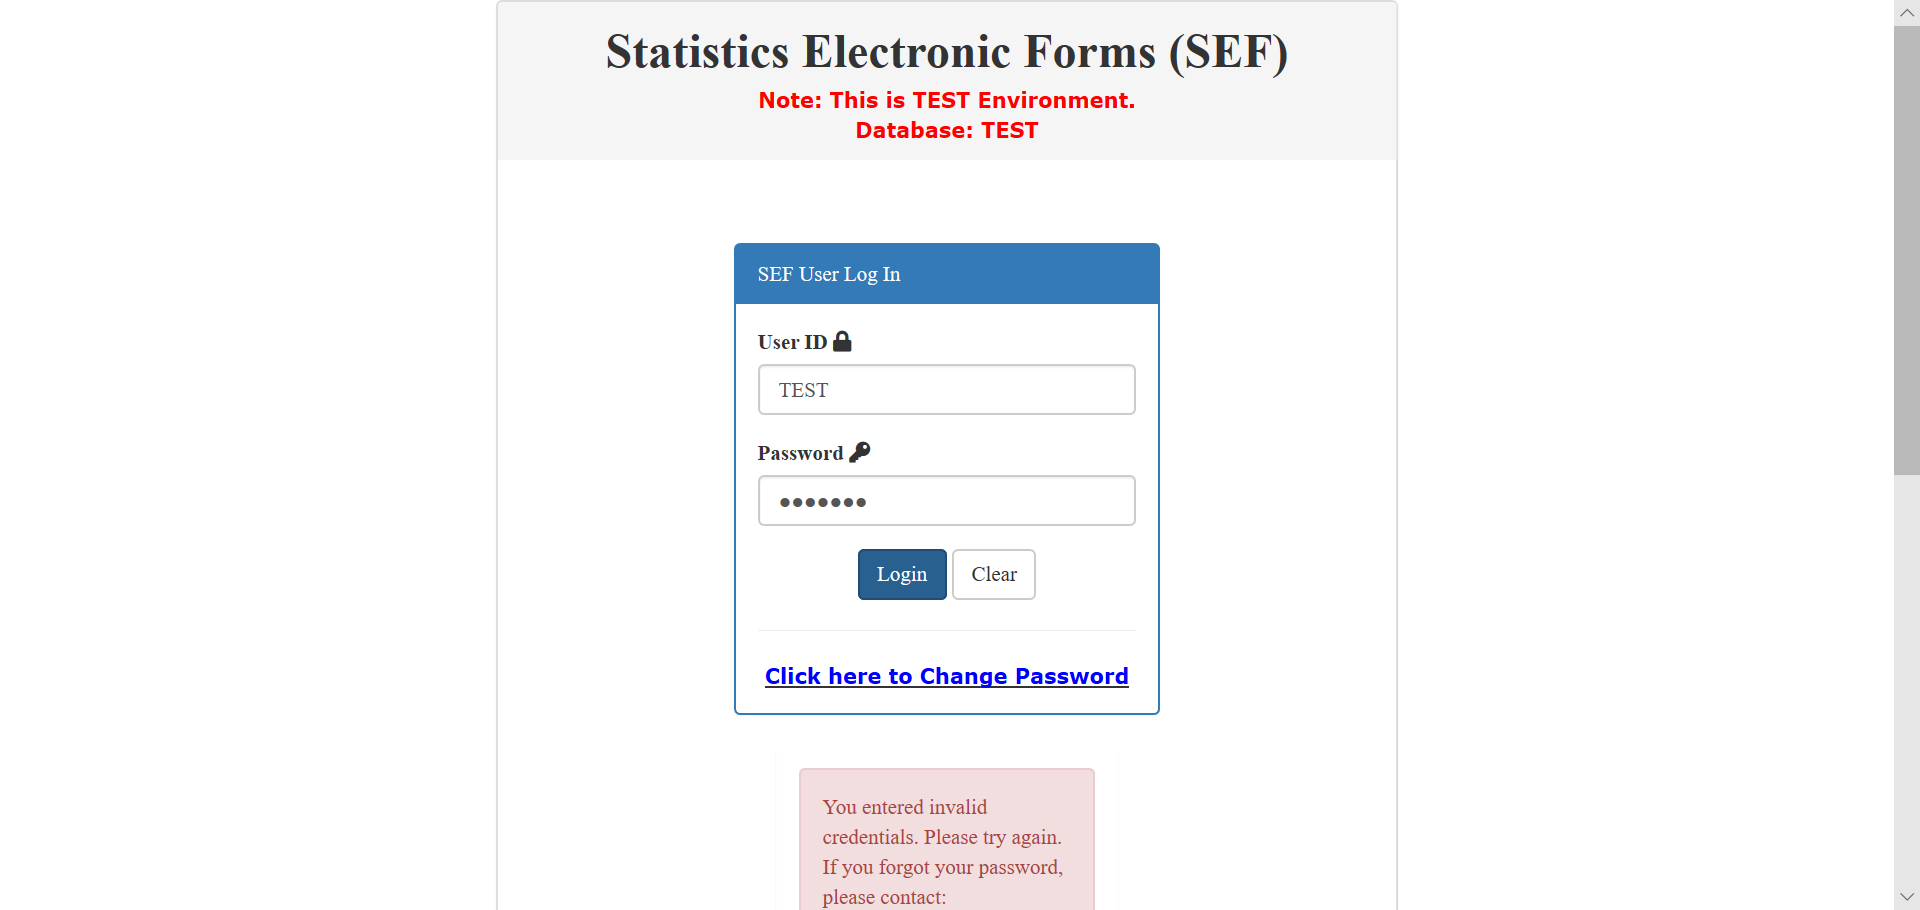 Statistics Electronic Forms (SEF)
Note: This is TEST Environment.
Database: TEST
SEF User Log In
User ID
TEST
Password
●●●●●●●
Login Clear
Click here to Change Password
You entered invalid
credentials. Please try again.
If you forgot your password,
please contact: